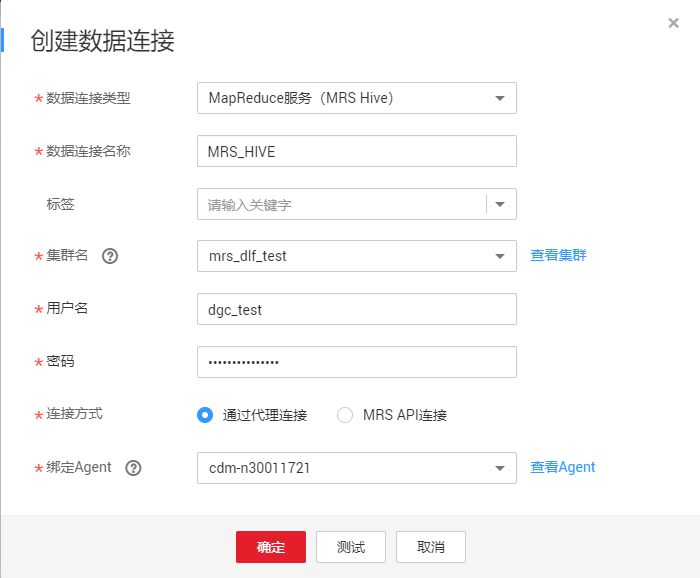 创建数据连接
* 数据连接类型 MapReduce服务（MRS Hive）
* 数据连接名称 MRS_HIVE
标签 请输入关键字
* 集群名 ? mrs_dlf_test 查看集群
* 用户名 dgc_test
* 密码 •••••••••••••••
* 连接方式 通过代理连接 MRS API连接
* 绑定Agent ? cdm-n30011721 查看Agent
确定 测试 取消